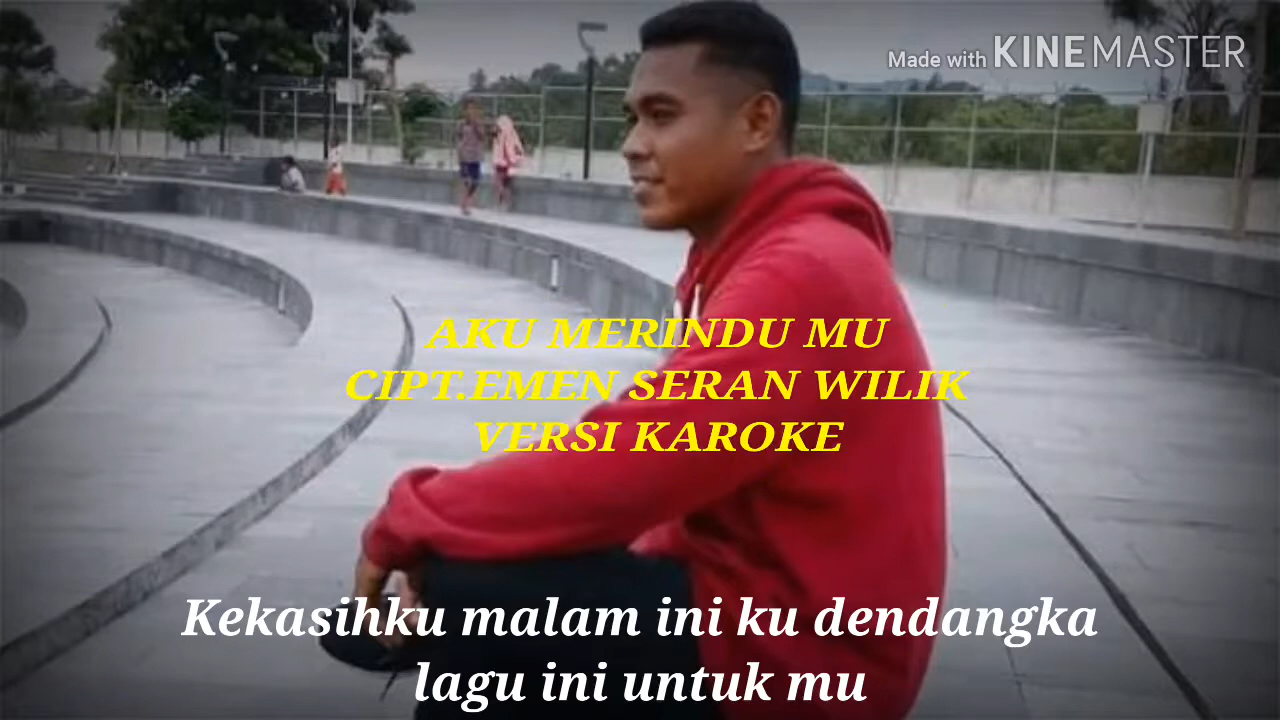 Made with KINEMASTER
AKU MERINDU MU
CIPT.EMEN SERAN WILIK
VERSI KAROKE
Kekasihku malam ini ku dendangka
lagu ini untuk mu